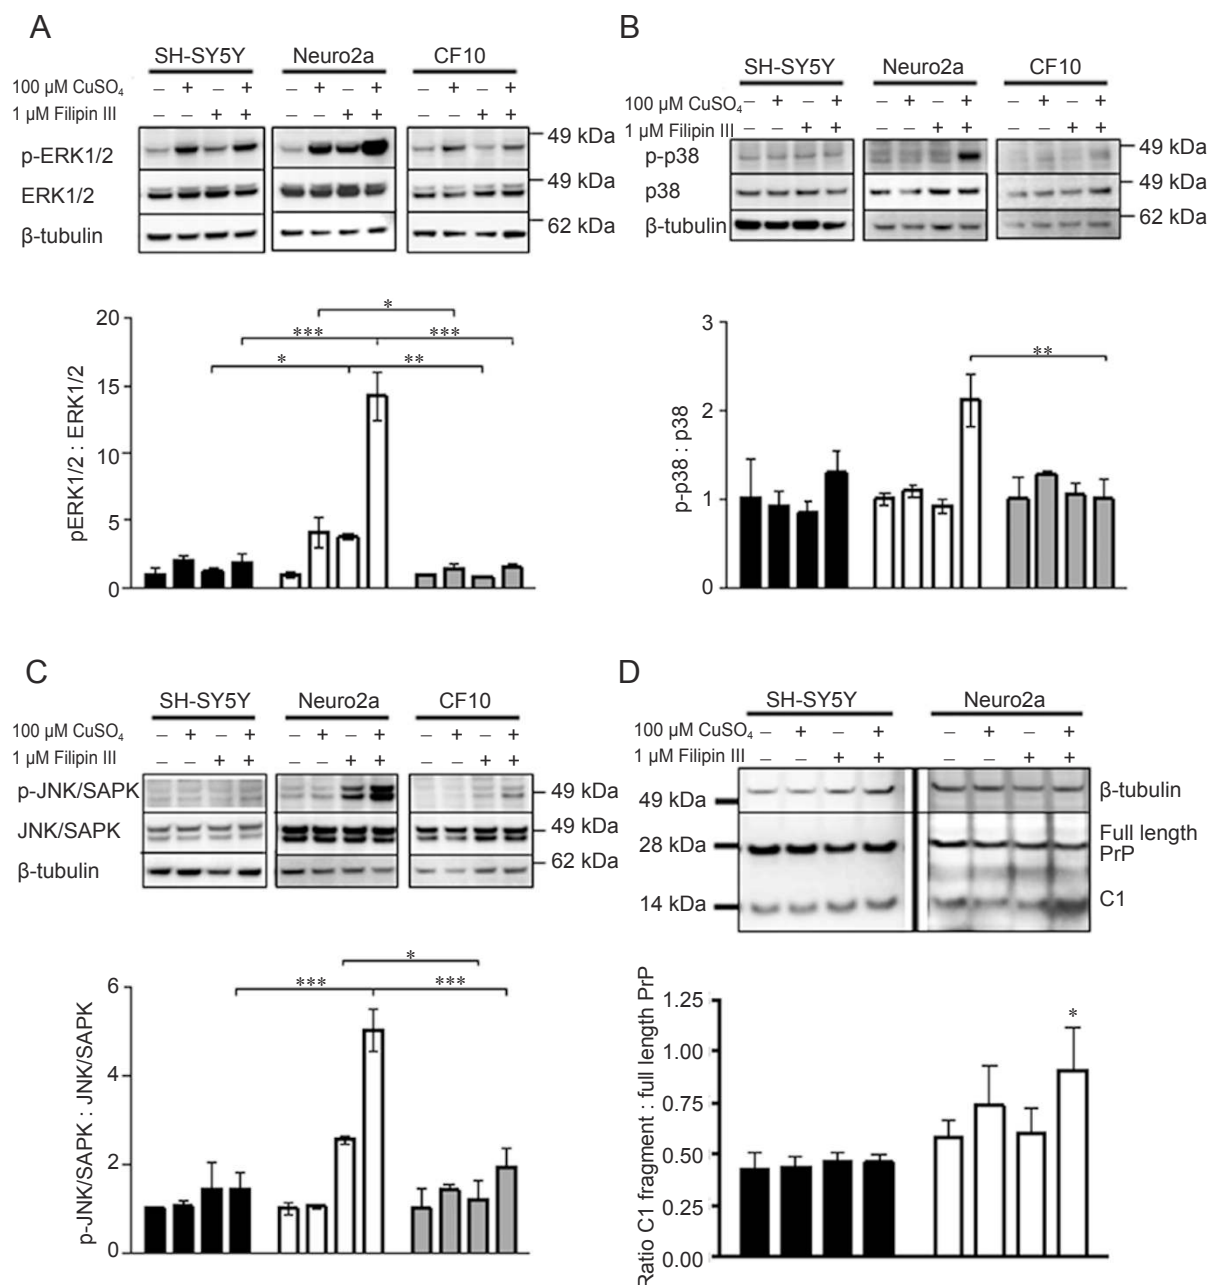 A
SH-SY5Y Neuro2a CF10
100 µM CuSO₄ – + – + – + – + – + – +
1 µM Filipin III – – + + – – + + – – + +
p-ERK1/2 49 kDa
ERK1/2 49 kDa
β-tubulin 62 kDa
*
*** ***
* **
pERK1/2 : ERK1/2
20
15
10
5
0
B
SH-SY5Y Neuro2a CF10
100 µM CuSO₄ – + – + – + – + – + – +
1 µM Filipin III – – + + – – + + – – + +
p-p38 49 kDa
p38 49 kDa
β-tubulin 62 kDa
**
p-p38 : p38
3
2
1
0
C
SH-SY5Y Neuro2a CF10
100 µM CuSO₄ – + – + – + – + – + – +
1 µM Filipin III – – + + – – + + – – + +
p-JNK/SAPK 49 kDa
JNK/SAPK 49 kDa
β-tubulin 62 kDa
*
*** ***
p-JNK/SAPK : JNK/SAPK
6
4
2
0
D
SH-SY5Y Neuro2a
100 µM CuSO₄ – + – + – + – +
1 µM Filipin III – – + + – – + +
49 kDa β-tubulin
28 kDa Full length
PrP
14 kDa C1
*
Ratio C1 fragment : full length PrP
1.25
1.00
0.75
0.50
0.25
0.00